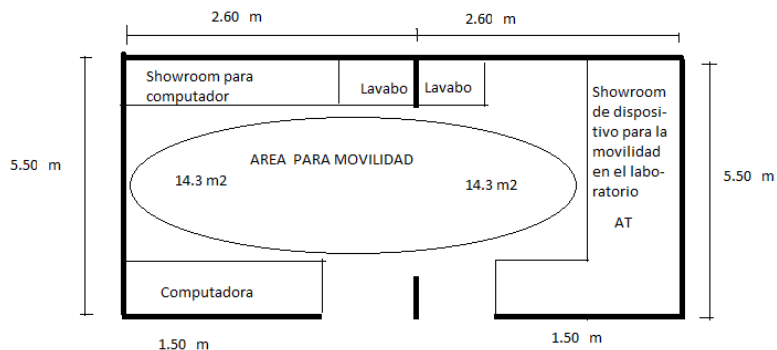 2.60 m
2.60 m
Showroom para
computador
Lavabo
Lavabo
Showroom
de disposi-
tivo para la
movilidad
en el labo-
ratorio
AT
5.50 m
5.50 m
AREA PARA MOVILIDAD
14.3 m2
14.3 m2
Computadora
1.50 m
1.50 m